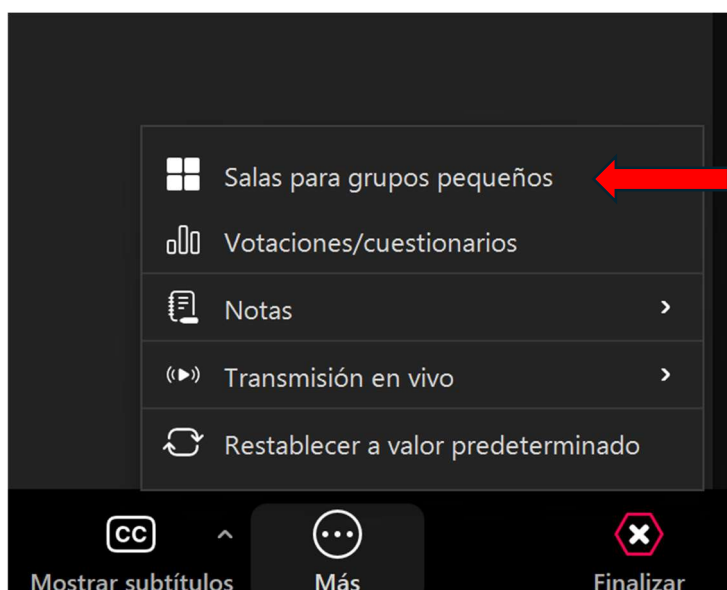 Salas para grupos pequeños
Votaciones/cuestionarios
Notas
Transmisión en vivo
Restablecer a valor predeterminado
CC
Mostrar subtítulos
Más
Finalizar